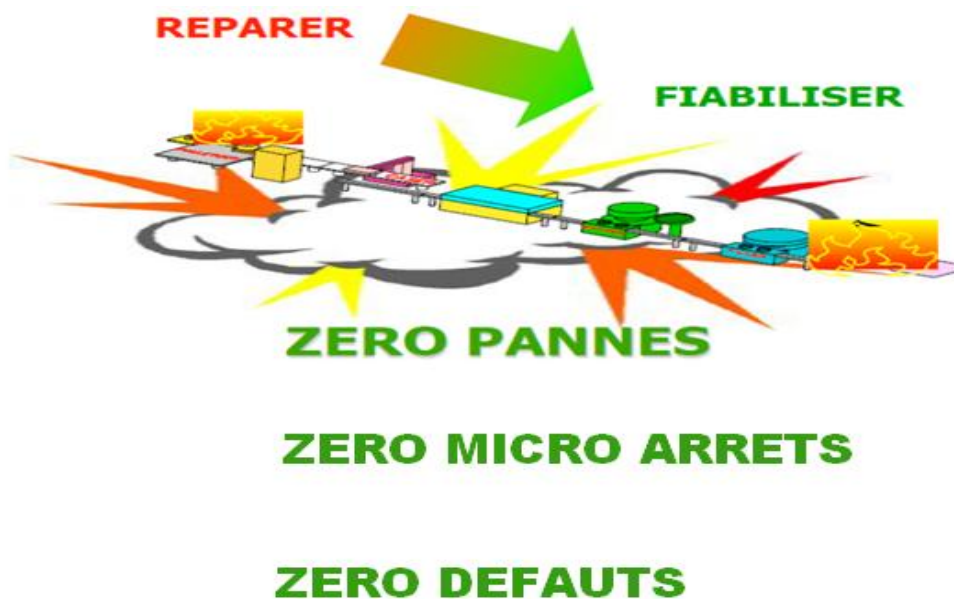 REPARER
FIABILISER
ZERO PANNES
ZERO MICRO ARRETS
ZERO DEFAUTS